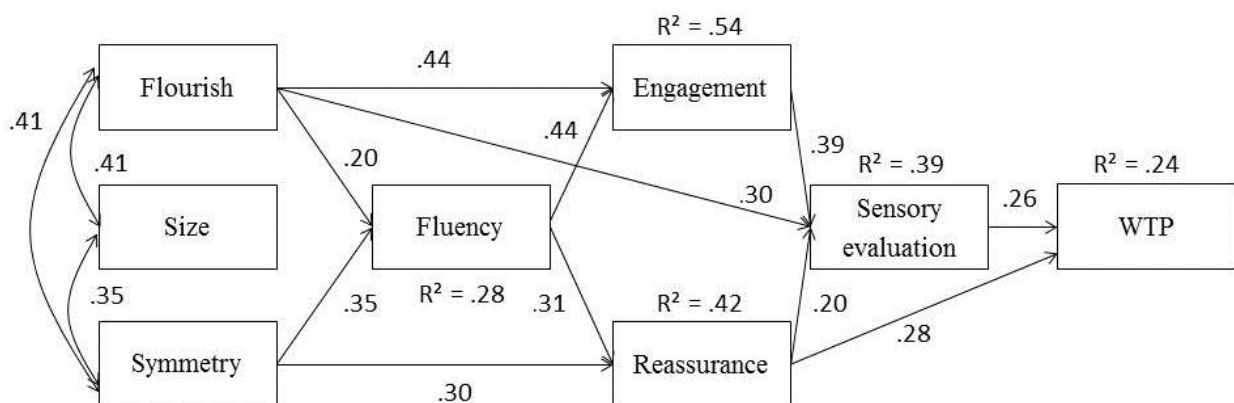 R² = .54
.44
Flourish
Engagement
.41
.44
.41
.20
.39
R² = .39
R² = .24
.30
Size
Fluency
Sensory
evaluation
.26
WTP
.35
.35
R² = .28
.31
R² = .42
.20
.28
Symmetry
Reassurance
.30